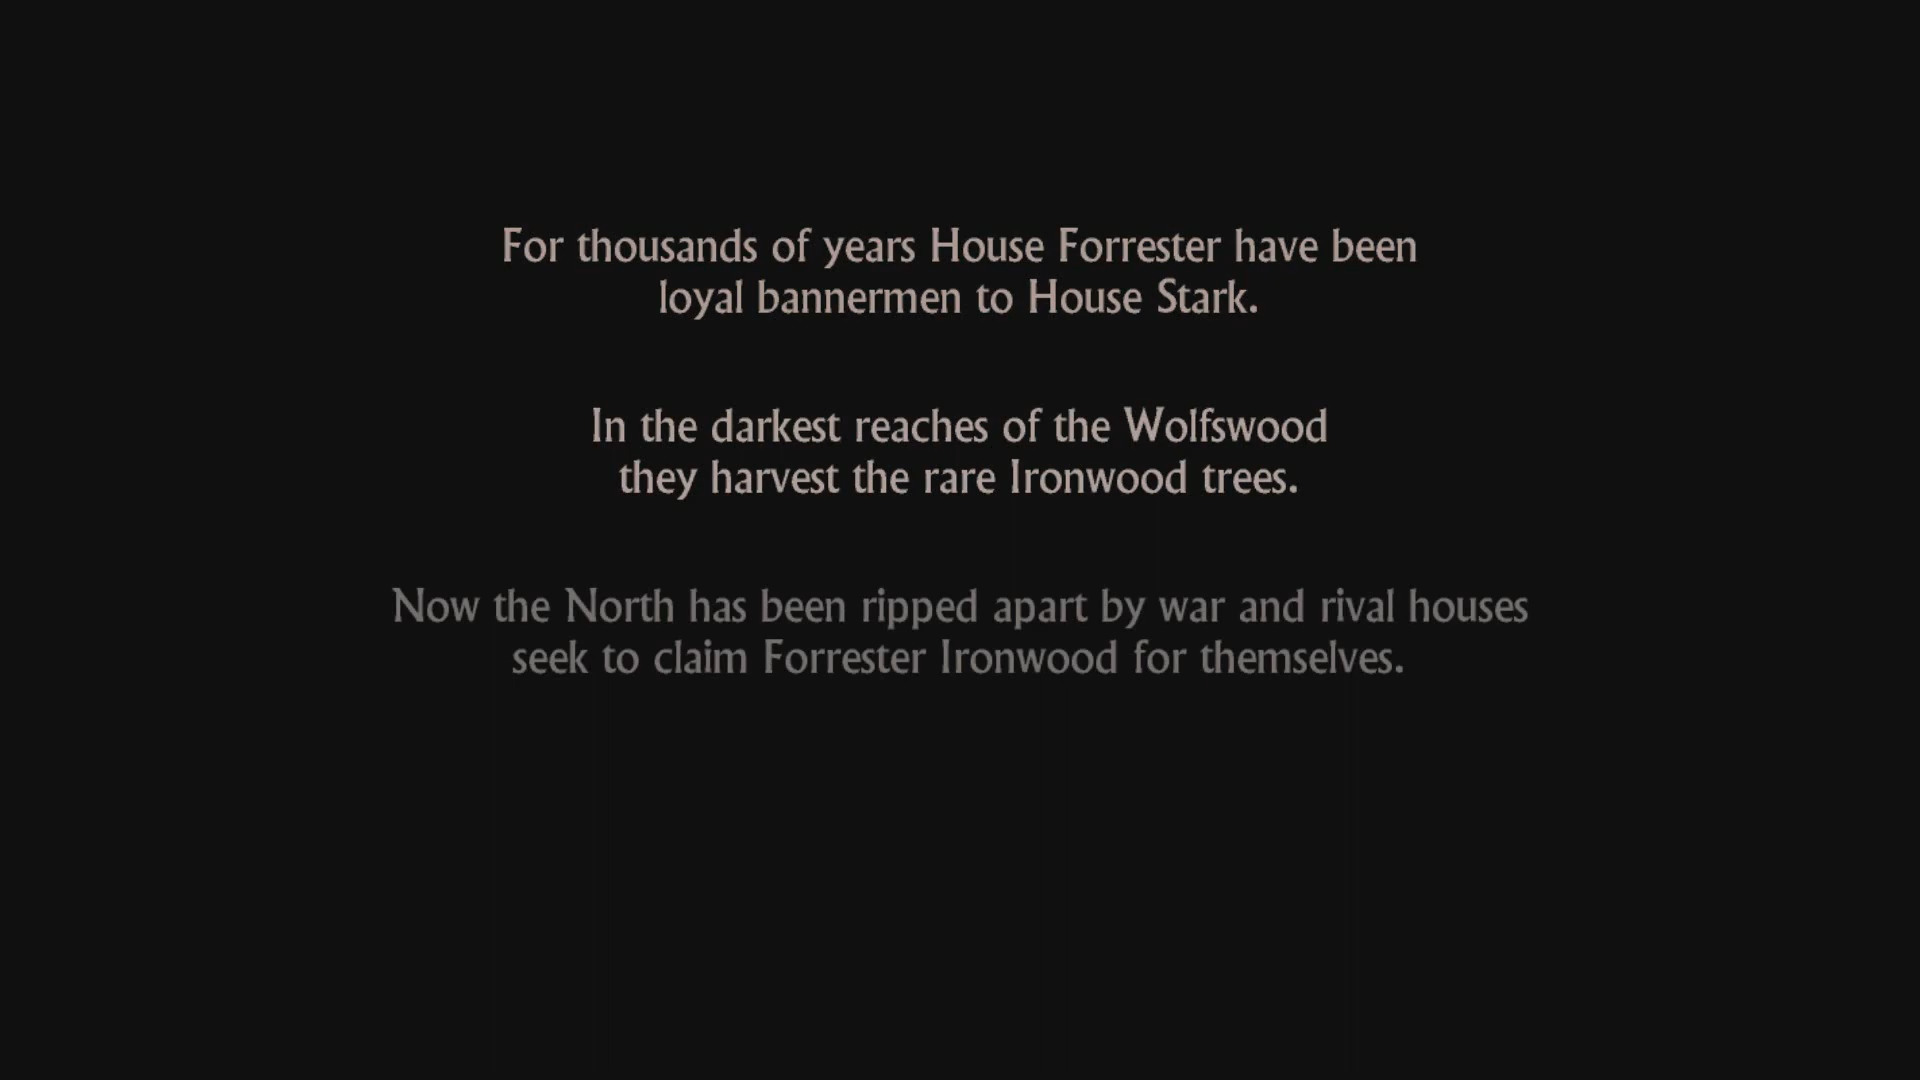 For thousands of years House Forrester have been
loyal bannermen to House Stark.
In the darkest reaches of the Wolfswood
they harvest the rare Ironwood trees.
Now the North has been ripped apart by war and rival houses
seek to claim Forrester Ironwood for themselves.